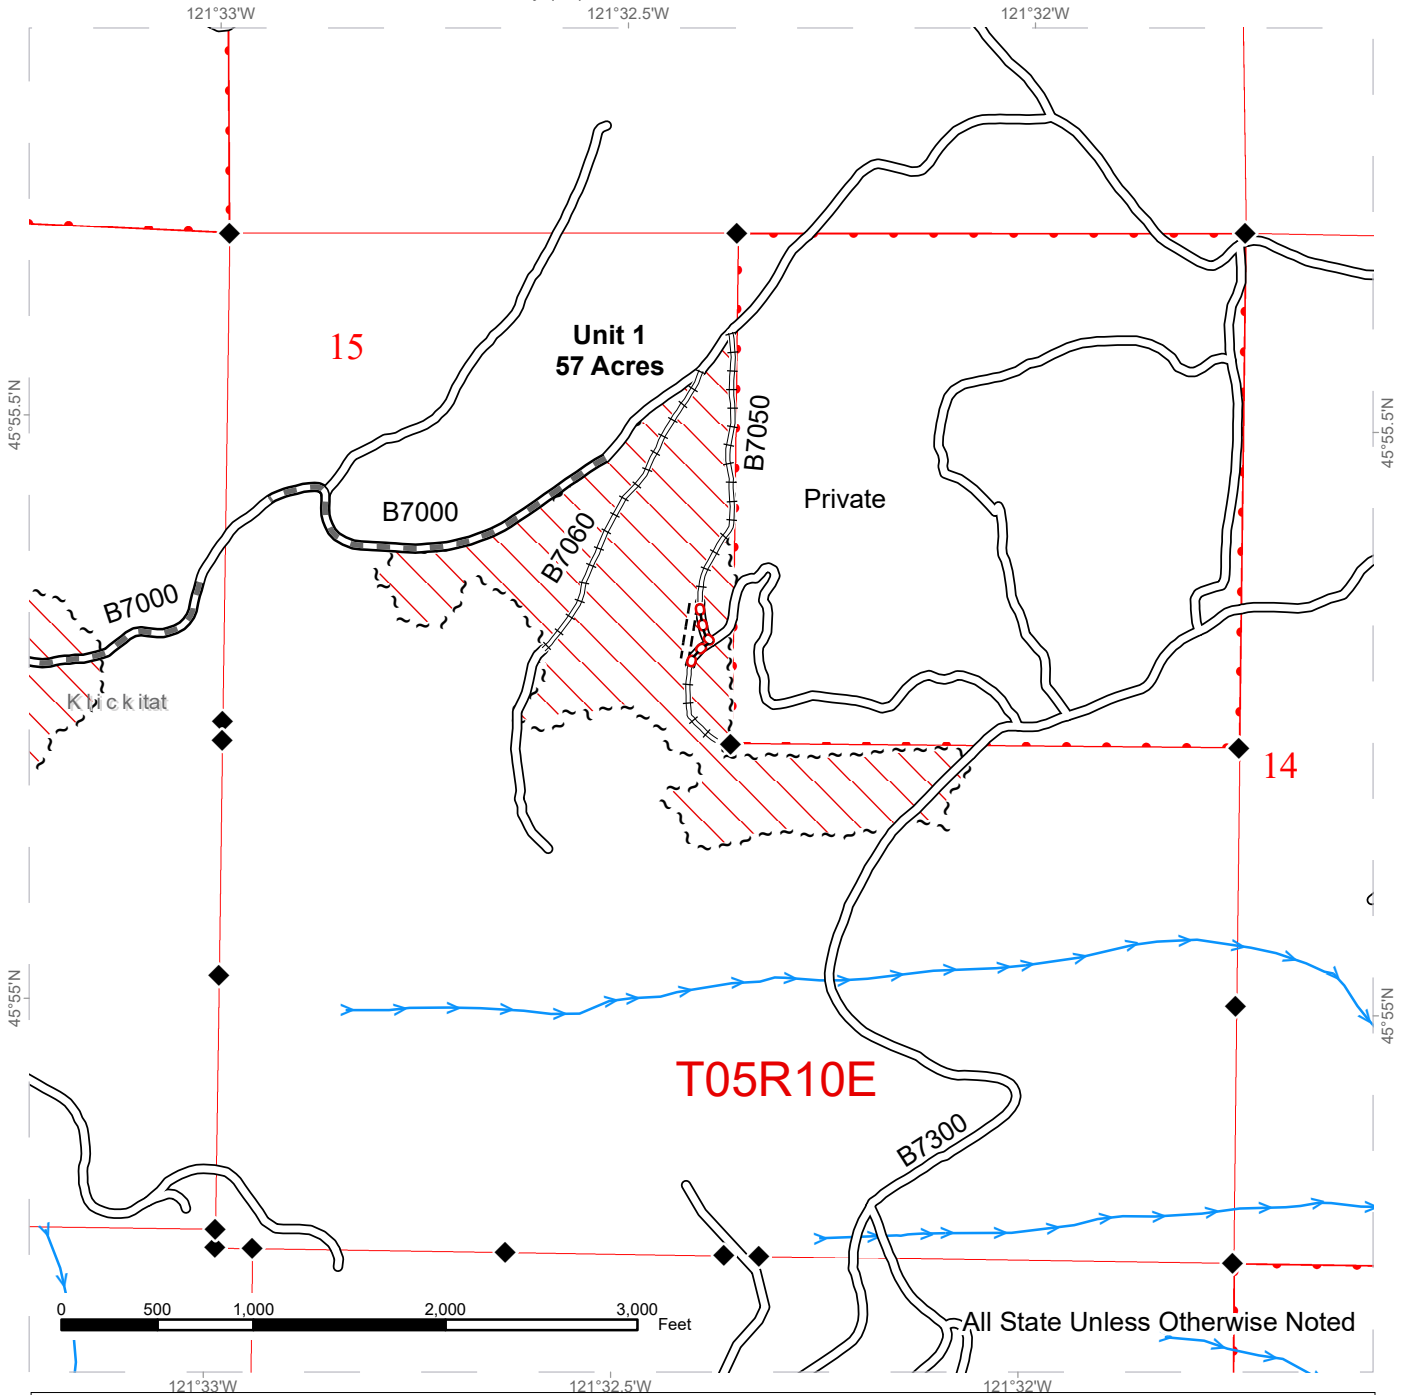 121°33'W
121°32.5'W
121°32'W
15
Unit 1
57 Acres
45°55.5'N
45°55.5'N
B7050
Private
B7000
B7060
B7000
Klickitat
14
45°55'N
45°55'N
T05R10E
B7300
0 500 1,000 2,000 3,000
Feet
All State Unless Otherwise Noted
121°33'W
121°32.5'W
121°32'W